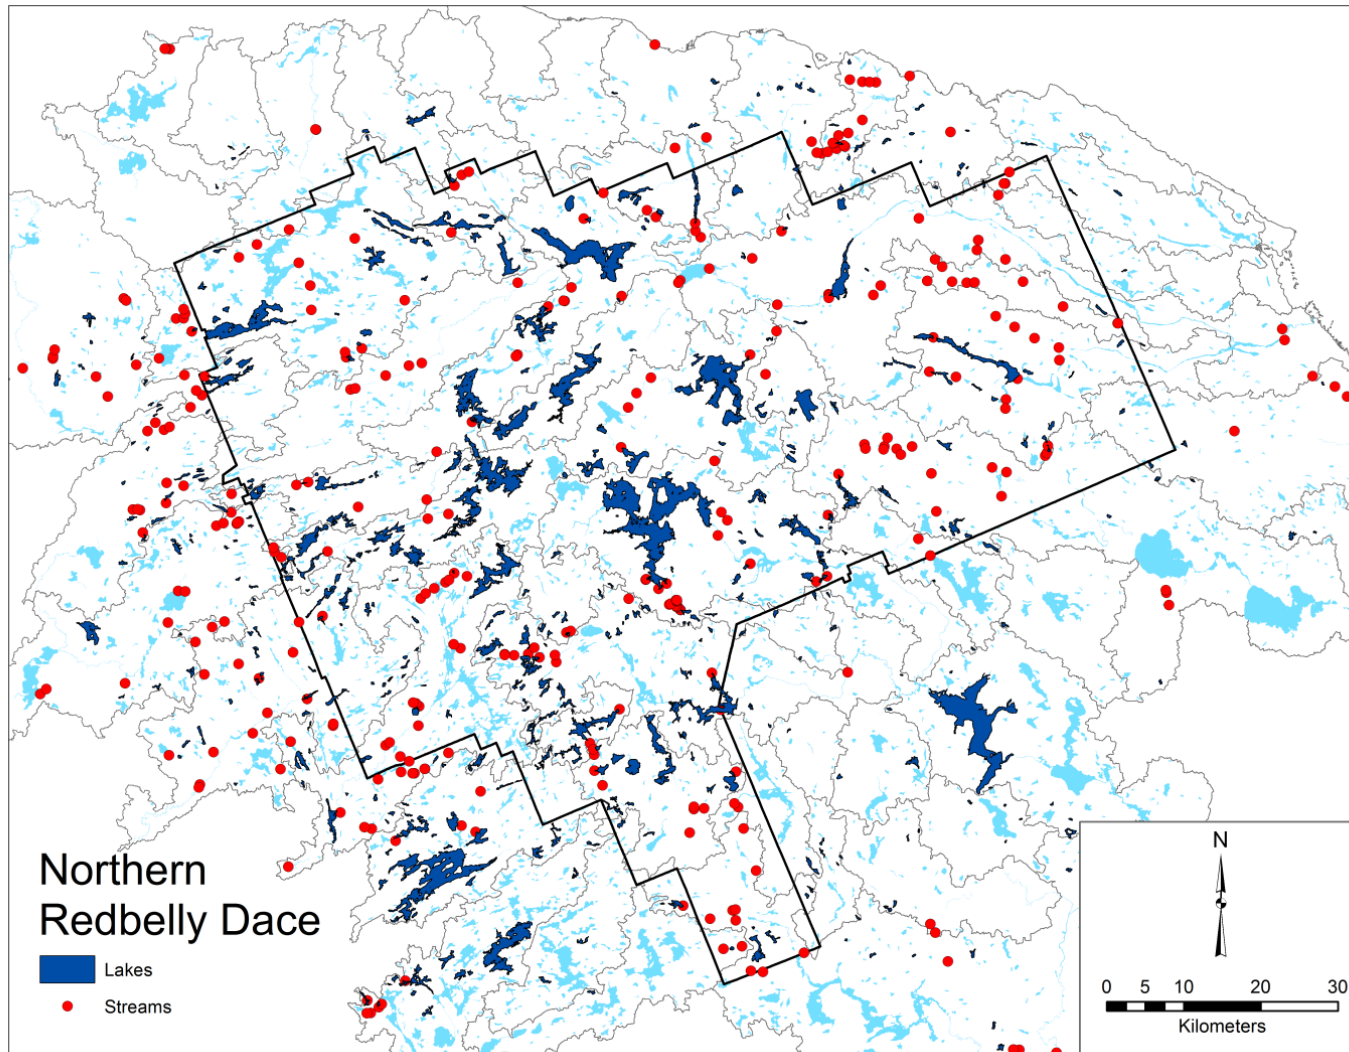 Northern
Redbelly Dace
Lakes
Streams
N
0 5 10 20 30
Kilometers